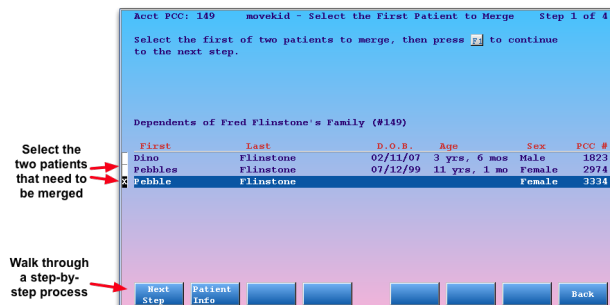 Acct PCC: 149 movekid - Select the First Patient to Merge Step 1 of 4
Select the first of two patients to merge, then press F1 to continue
to the next step.
Dependents of Fred Flinstone's Family (#149)
First Last D.O.B. Age Sex PCC #
Dino Flinstone 02/11/07 3 yrs, 6 mos Male 1823
Pebbles Flinstone 07/12/99 11 yrs, 1 mo Female 2974
x Pebble Flinstone Female 3334
Select the
two patients
that need to
be merged
Walk through
a step-by-
step process
Next Step
Patient Info
Back